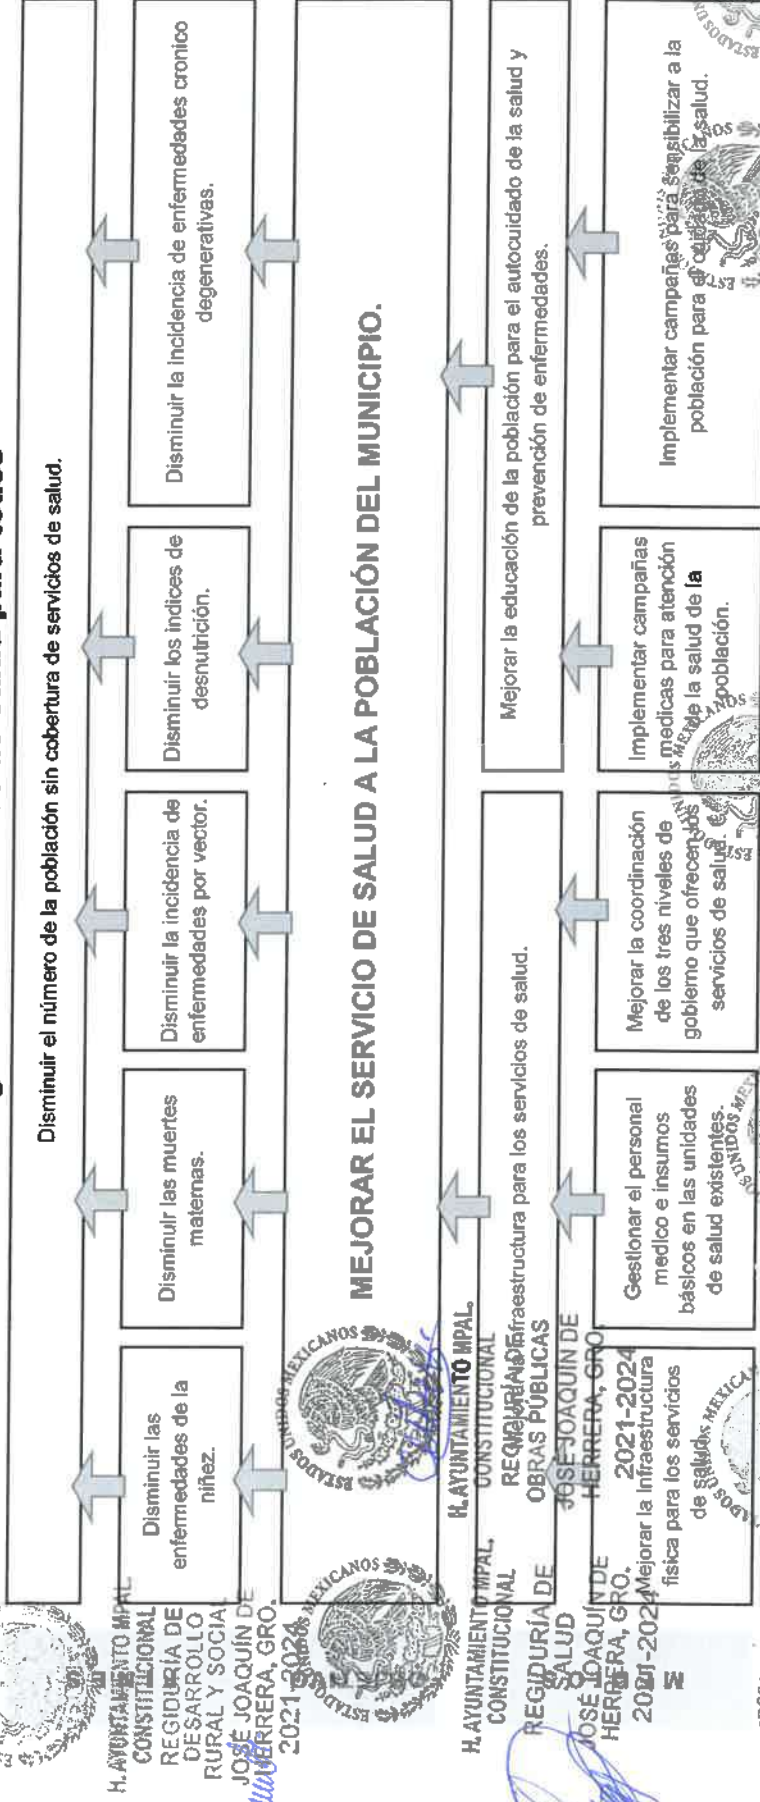 Disminuir el número de la población sin cobertura de servicios de salud.
Disminuir las
enfermedades de la
niñez.
Disminuir las muertes
maternas.
Disminuir la incidencia de
enfermedades por vector.
Disminuir los indices de
desnutrición.
Disminuir la incidencia de enfermedades cronico
degenerativas.
MEJORAR EL SERVICIO DE SALUD A LA POBLACIÓN DEL MUNICIPIO.
Mejorar la infraestructura para los servicios de salud.
Mejorar la educación de la población para el autocuidado de la salud y
prevención de enfermedades.
Mejorar la Infraestructura
física para los servicios
de salud.
Gestionar el personal
medico e insumos
básicos en las unidades
de salud existentes.
Mejorar la coordinación
de los tres niveles de
gobierno que ofrecen los
servicios de salud.
Implementar campañas
medicas para atención
de la salud de la
población.
Implementar campañas para sensibilizar a la
población para el cuidado de la salud.
H. AYUNTAMIENTO MPAL.
CONSTITUCIONAL
REGIDURÍA DE
DESARROLLO
RURAL Y SOCIAL
JOSÉ JOAQUÍN DE
HERRERA, GRO.
2021-2024
ESTADOS UNIDOS MEXICANOS
H. AYUNTAMIENTO MPAL.
CONSTITUCIONAL
REGIDURÍA DE
SALUD
JOSÉ JOAQUÍN DE
HERRERA, GRO.
2021-2024
ESTADOS UNIDOS MEXICANOS
H. AYUNTAMIENTO MPAL.
CONSTITUCIONAL
REGIDURÍA DE
OBRAS PÚBLICAS
JOSÉ JOAQUÍN DE
HERRERA, GRO.
2021-2024